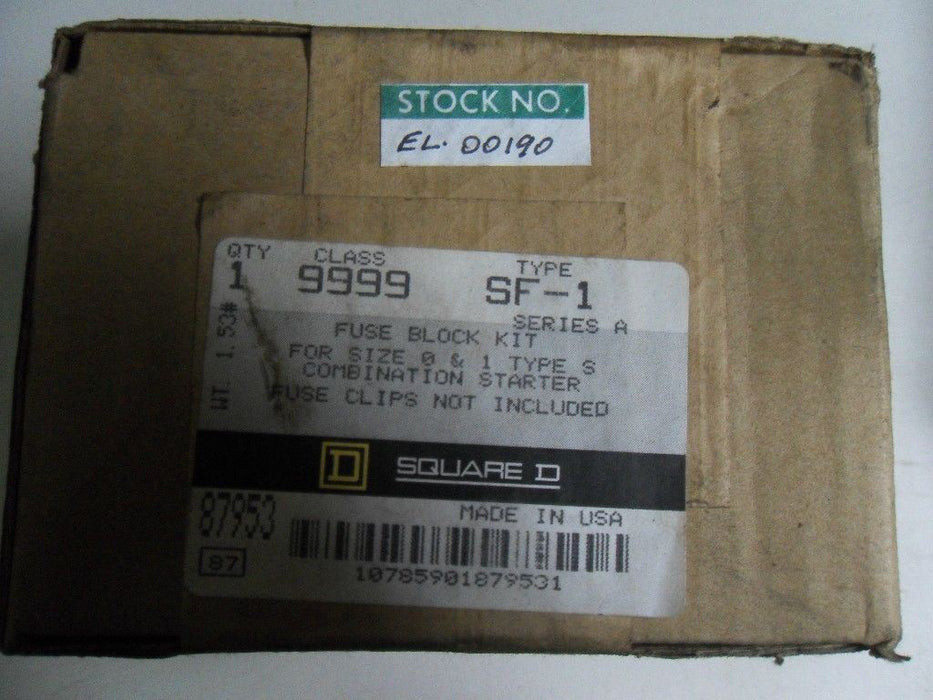 STOCK NO.
EL. 00190
QTY CLASS TYPE
1 9999 SF-1
SERIES A
WT. 1.53#
FUSE BLOCK KIT
FOR SIZE 0 & 1 TYPE S
COMBINATION STARTER
FUSE CLIPS NOT INCLUDED
D SQUARE D
87953
MADE IN USA
87
10785901879531